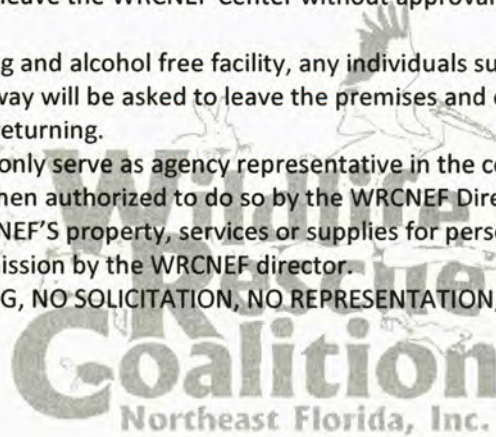 leave the WRCNEF Center without approval
g and alcohol free facility, any individuals su
way will be asked to leave the premises and
returning.
only serve as agency representative in the c
hen authorized to do so by the WRCNEF Dire
NEF'S property, services or supplies for perso
ission by the WRCNEF director.
G, NO SOLICITATION, NO REPRESENTATION,
Wildlife
Rescue
Coalition
Northeast Florida, Inc.